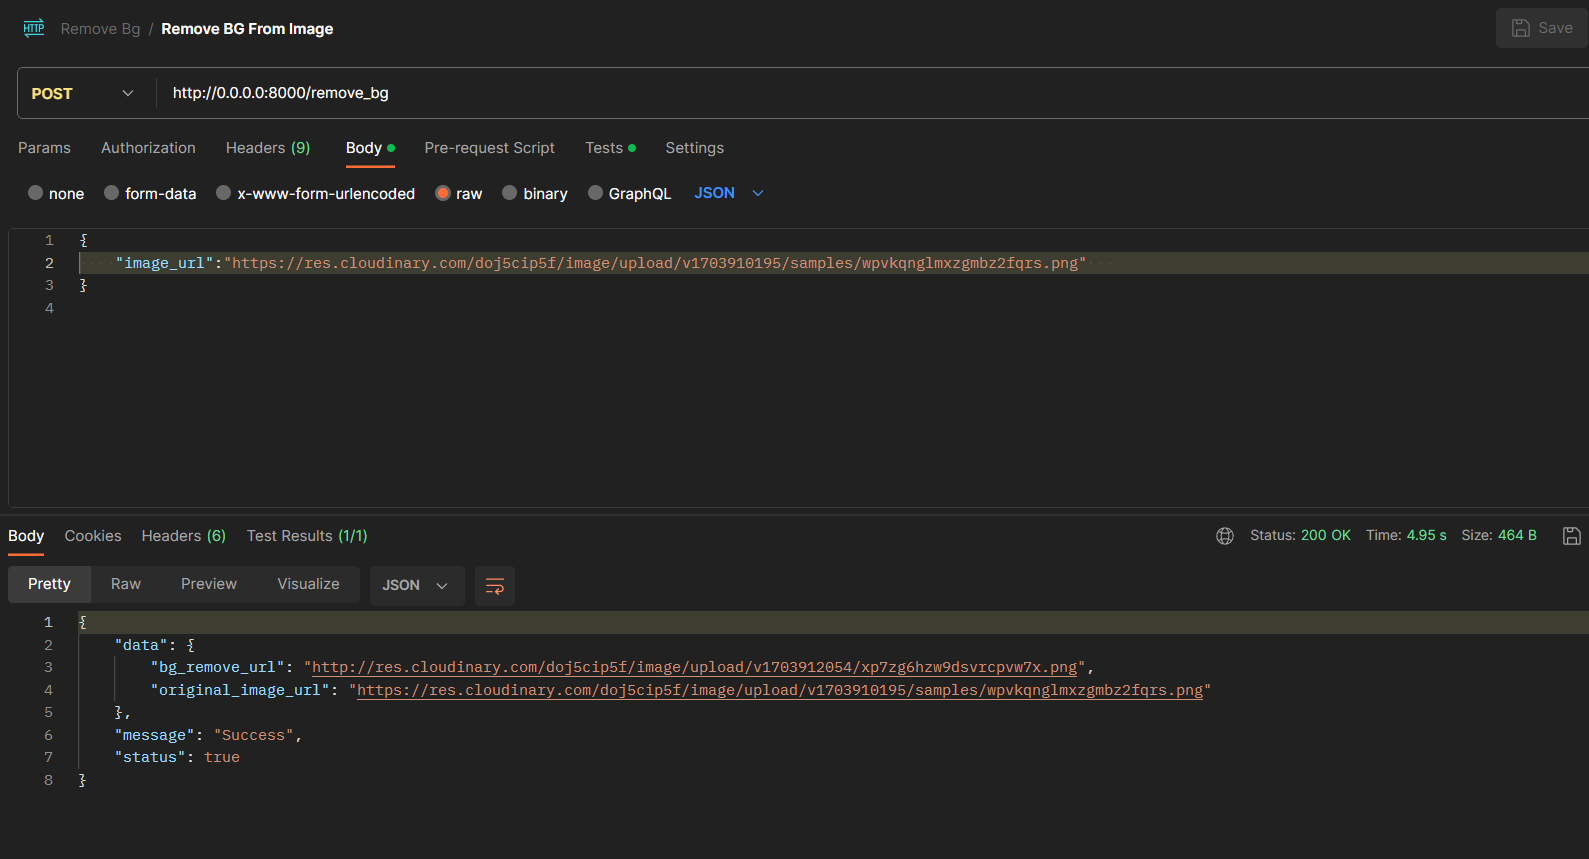 HTTP Remove Bg / Remove BG From Image Save
POST http://0.0.0.0:8000/remove_bg
Params Authorization Headers (9) Body Pre-request Script Tests Settings
none form-data x-www-form-urlencoded raw binary GraphQL JSON
1 {
2 "image_url":"https://res.cloudinary.com/doj5cip5f/image/upload/v1703910195/samples/wpvkqnglmxzgmbz2fqrs.png"
3 }
4
Body Cookies Headers (6) Test Results (1/1) Status: 200 OK Time: 4.95 s Size: 464 B
Pretty Raw Preview Visualize JSON
1 {
2 "data": {
3 "bg_remove_url": "http://res.cloudinary.com/doj5cip5f/image/upload/v1703912054/xp7zg6hzw9dsvrcpvw7x.png",
4 "original_image_url": "https://res.cloudinary.com/doj5cip5f/image/upload/v1703910195/samples/wpvkqnglmxzgmbz2fqrs.png"
5 },
6 "message": "Success",
7 "status": true
8 }